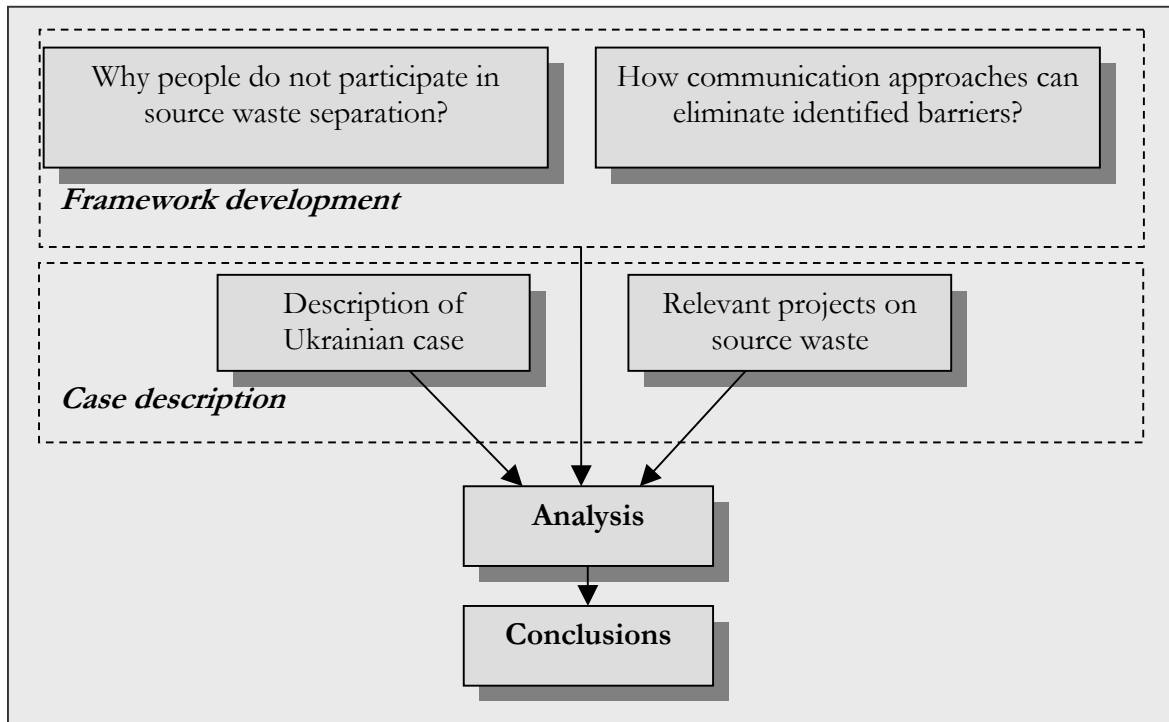 Why people do not participate in
source waste separation?
How communication approaches can
eliminate identified barriers?
Framework development
Description of
Ukrainian case
Relevant projects on
source waste
Case description
Analysis
Conclusions